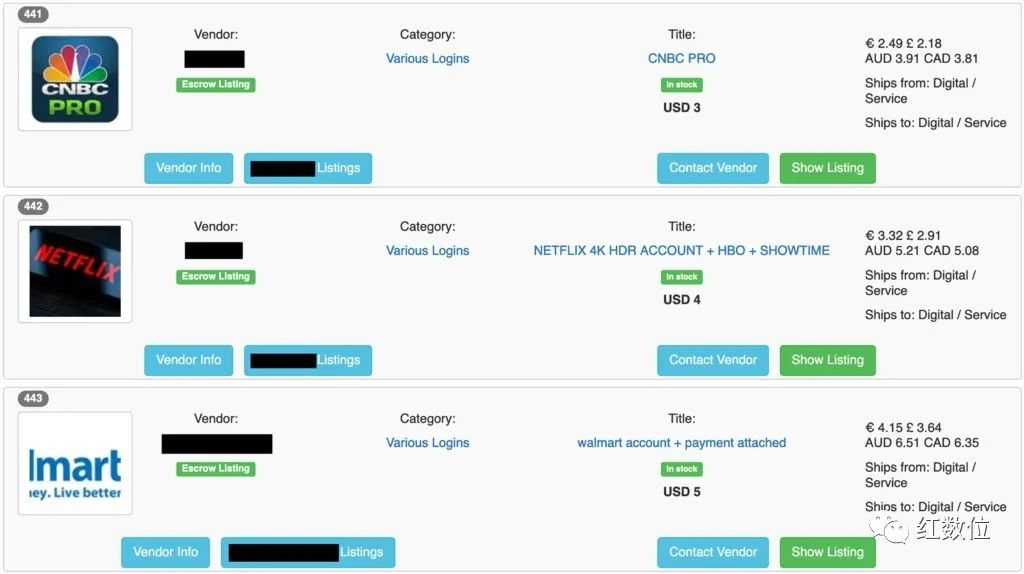 441
CNBC
PRO
Vendor:
Escrow Listing
Category:
Various Logins
Title:
CNBC PRO
In stock
USD 3
€ 2.49 £ 2.18
AUD 3.91 CAD 3.81
Ships from: Digital /
Service
Ships to: Digital / Service
Vendor Info
Listings
Contact Vendor
Show Listing
442
NETFLIX
Vendor:
Escrow Listing
Category:
Various Logins
Title:
NETFLIX 4K HDR ACCOUNT + HBO + SHOWTIME
In stock
USD 4
€ 3.32 £ 2.91
AUD 5.21 CAD 5.08
Ships from: Digital /
Service
Ships to: Digital / Service
Vendor Info
Listings
Contact Vendor
Show Listing
443
lmart
ney. Live better
Vendor:
Escrow Listing
Category:
Various Logins
Title:
walmart account + payment attached
In stock
USD 5
€ 4.15 £ 3.64
AUD 6.51 CAD 6.35
Ships from: Digital /
Service
Ships to: Digital / Service
Vendor Info
Listings
Contact Vendor
Show Listing
红数位